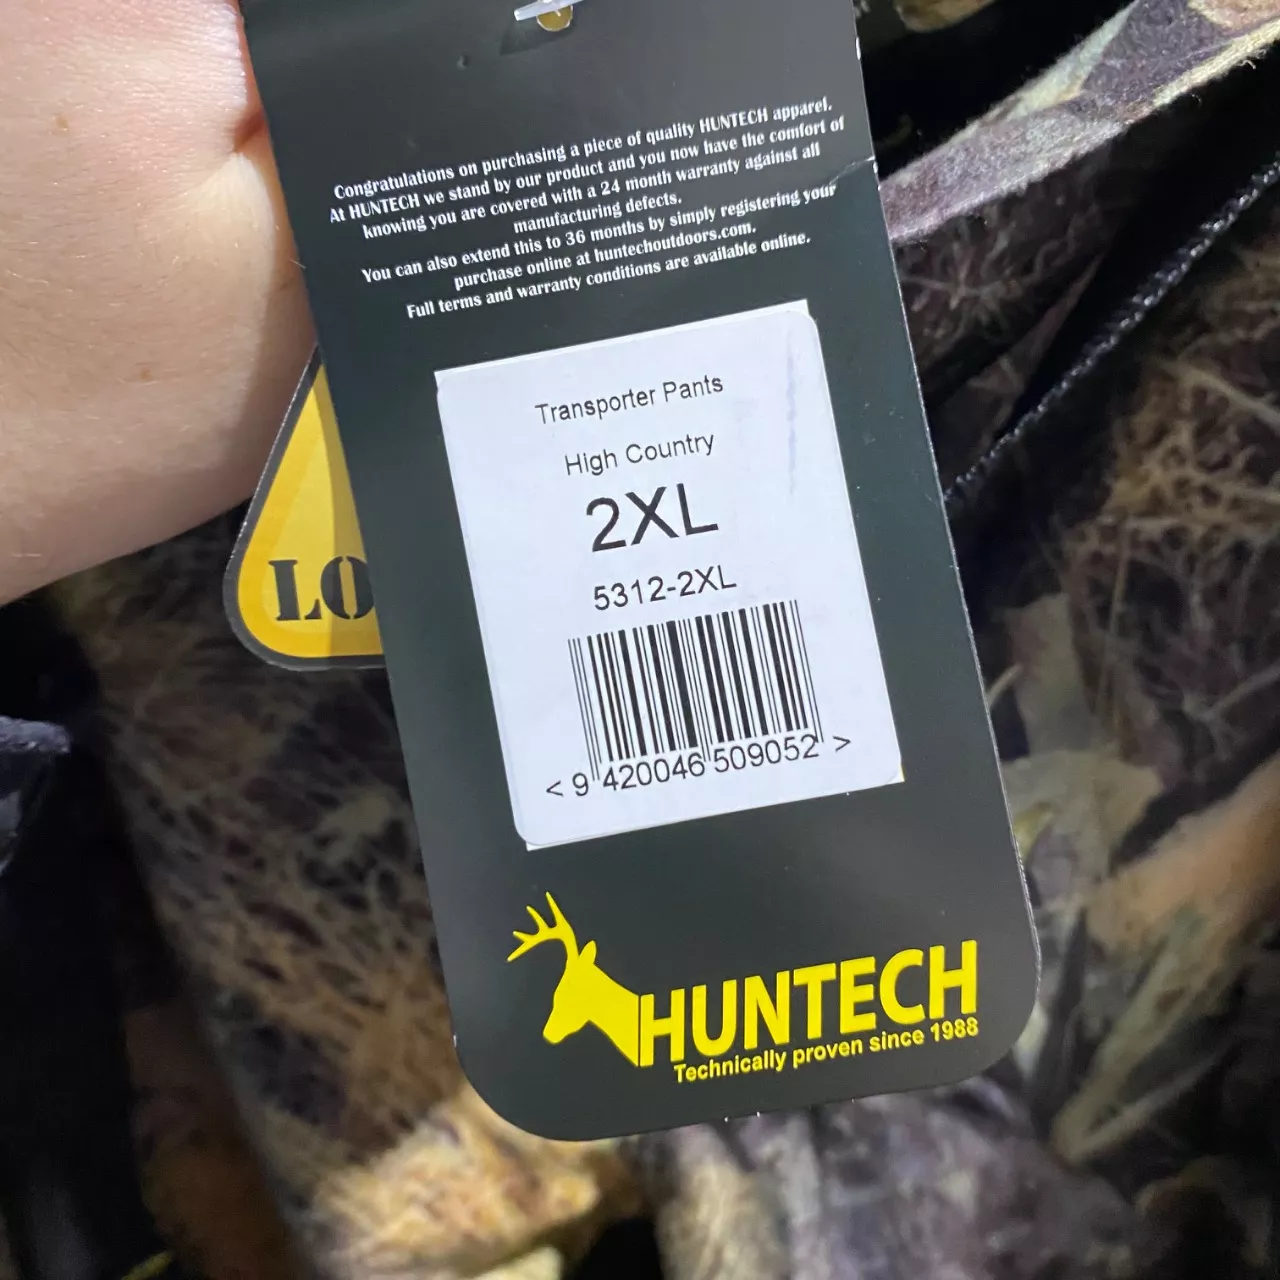 Congratulations on purchasing a piece of quality HUNTECH apparel.
At HUNTECH we stand by our product and you now have the comfort of
knowing you are covered with a 24 month warranty against all
manufacturing defects.
You can also extend this to 36 months by simply registering your
purchase online at huntechoutdoors.com.
Full terms and warranty conditions are available online.
Transporter Pants
High Country
2XL
5312-2XL
< 9 420046 509052 >
LO
HUNTECH
Technically proven since 1988